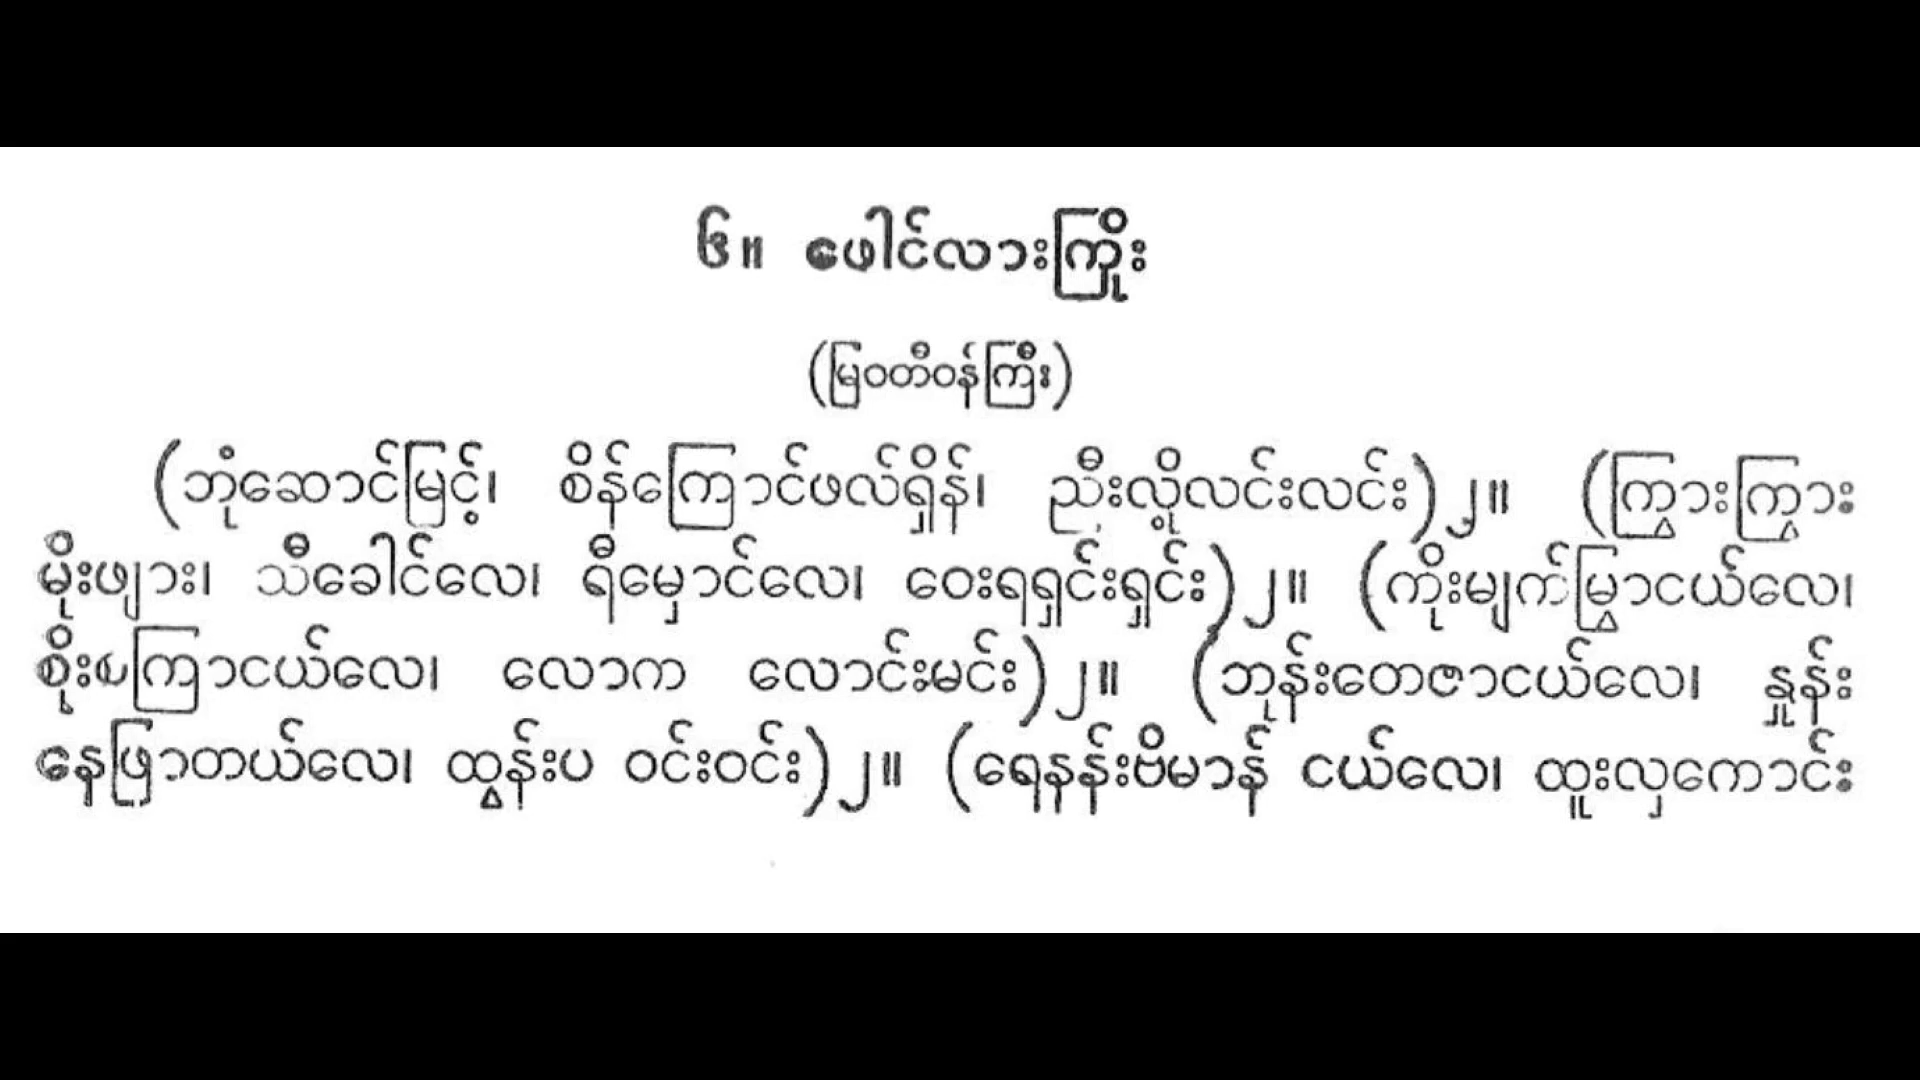 ၆။ ဖေါင်လားကြိုး
(မြဝတီဝန်ကြီး)
(ဘုံဆောင်မြင့်၊ စိန်ကြောင်ဖလ်ရှိန်၊ ညီးလို့လင်းလင်း)၂။ (ကြွားကြွား
မိုးဖျား၊ သီခေါင်လေ၊ ရီမှောင်လေ၊ ဝေးရရှင်းရှင်း)၂။ (ကိုးမျက်မြွာငယ်လေ၊
စိုးစကြာငယ်လေ၊ လောက လောင်းမင်း)၂။ (ဘုန်းတေဇာငယ်လေ၊ နှုန်း
နေဖြာတယ်လေ၊ ထွန်းပ ဝင်းဝင်း)၂။ (ရေနန်းဗိမာန် ငယ်လေ၊ ထူးလှကောင်း